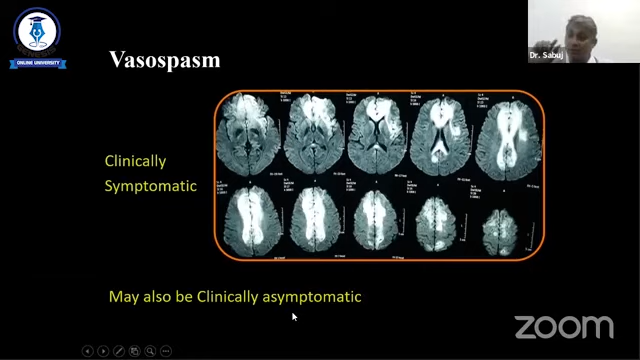 ONLINE UNIVERSITY
Vasospasm
Dr. Sabuj
Clinically
Symptomatic
May also be Clinically asymptomatic
zoom